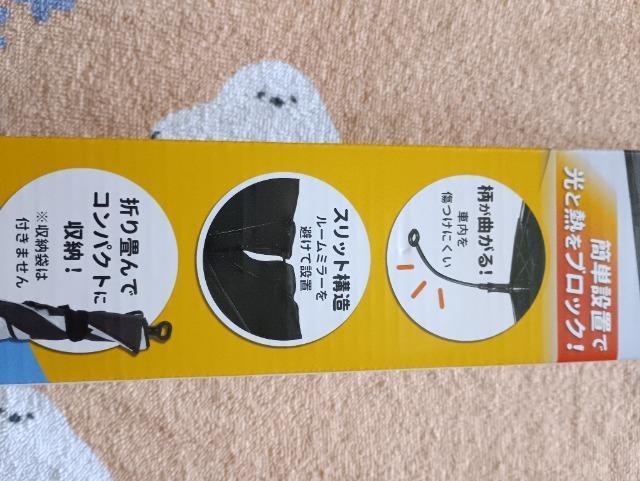 簡単設置で
光と熱をブロック!
柄が曲がる!
車内を
傷つけにくい
スリット構造
ルームミラーを
避けて設置
折り畳んで
コンパクトに
収納!
※収納袋は
付きません